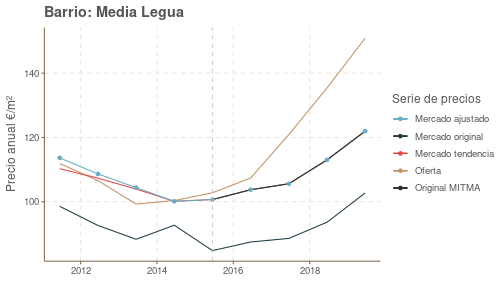 Barrio: Media Legua
Precio anual €/m²
140
120
100
2012
2014
2016
2018
Serie de precios
Mercado ajustado
Mercado original
Mercado tendencia
Oferta
Original MITMA